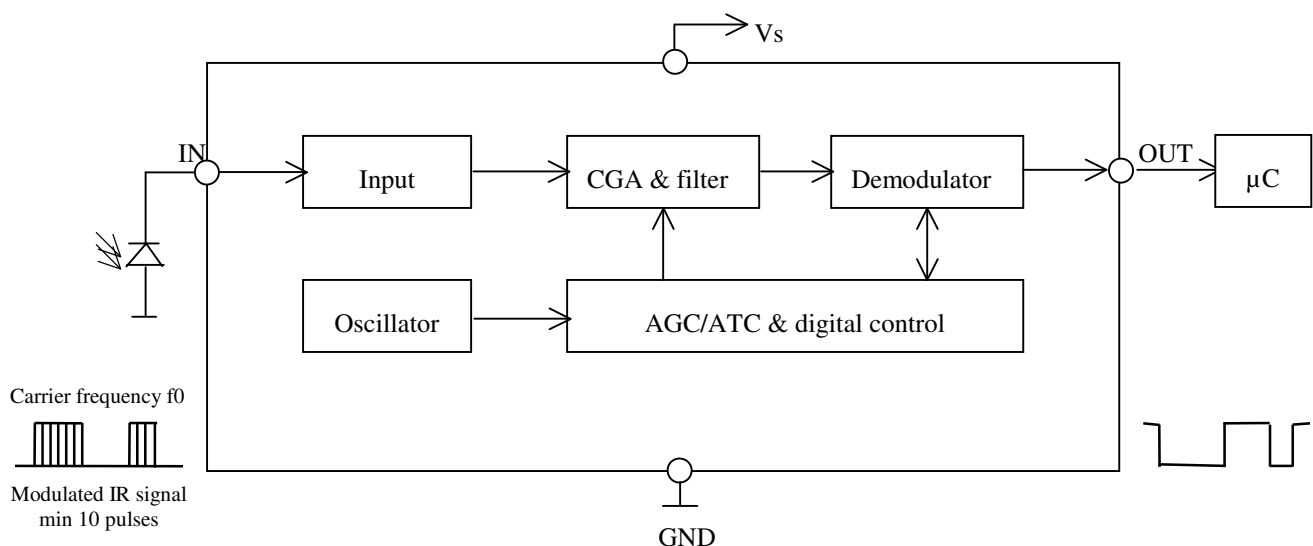 Vs
IN
Input
CGA & filter
Demodulator
OUT
µC
Oscillator
AGC/ATC & digital control
Carrier frequency f0
Modulated IR signal
min 10 pulses
GND